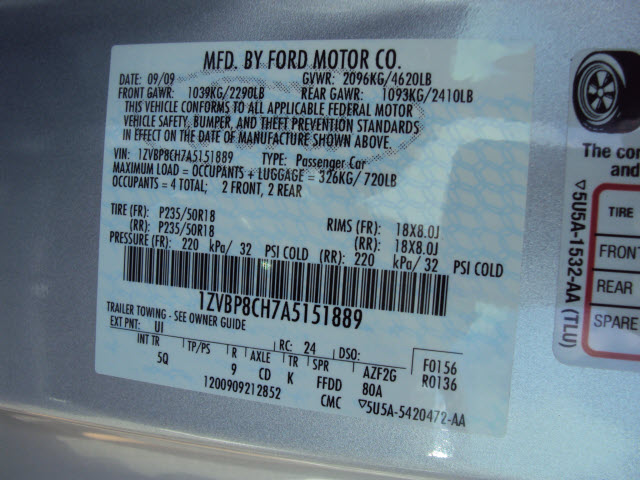 MFD. BY FORD MOTOR CO.
DATE: 09/09 GVWR: 2096KG/4620LB
FRONT GAWR: 1039KG/2290LB REAR GAWR: 1093KG/2410LB
THIS VEHICLE CONFORMS TO ALL APPLICABLE FEDERAL MOTOR
VEHICLE SAFETY, BUMPER, AND THEFT PREVENTION STANDARDS
IN EFFECT ON THE DATE OF MANUFACTURE SHOWN ABOVE.
VIN: 1ZVBP8CH7A5151889 TYPE: Passenger Car
MAXIMUM LOAD = OCCUPANTS + LUGGAGE = 326KG/720LB
OCCUPANTS = 4 TOTAL; 2 FRONT, 2 REAR
TIRE (FR): P235/50R18 RIMS (FR): 18X8.0J
(RR): P235/50R18 (RR): 18X8.0J
PRESSURE (FR): 220 kPa/ 32 PSI COLD (RR): 220 kPa/ 32 PSI COLD
1ZVBP8CH7A5151889
TRAILER TOWING - SEE OWNER GUIDE
EXT PNT: UI RC: 24 DSO:
INT TR TP/PS R AXLE TR SPR AZF2G F0156
5Q 9 CD K FFDD 80A R0136
1200909212852 CMC ▽5U5A-5420472-AA
▽5U5A-1532-AA (TLU)
The co
and
TIRE
FRONT
REAR
SPARE